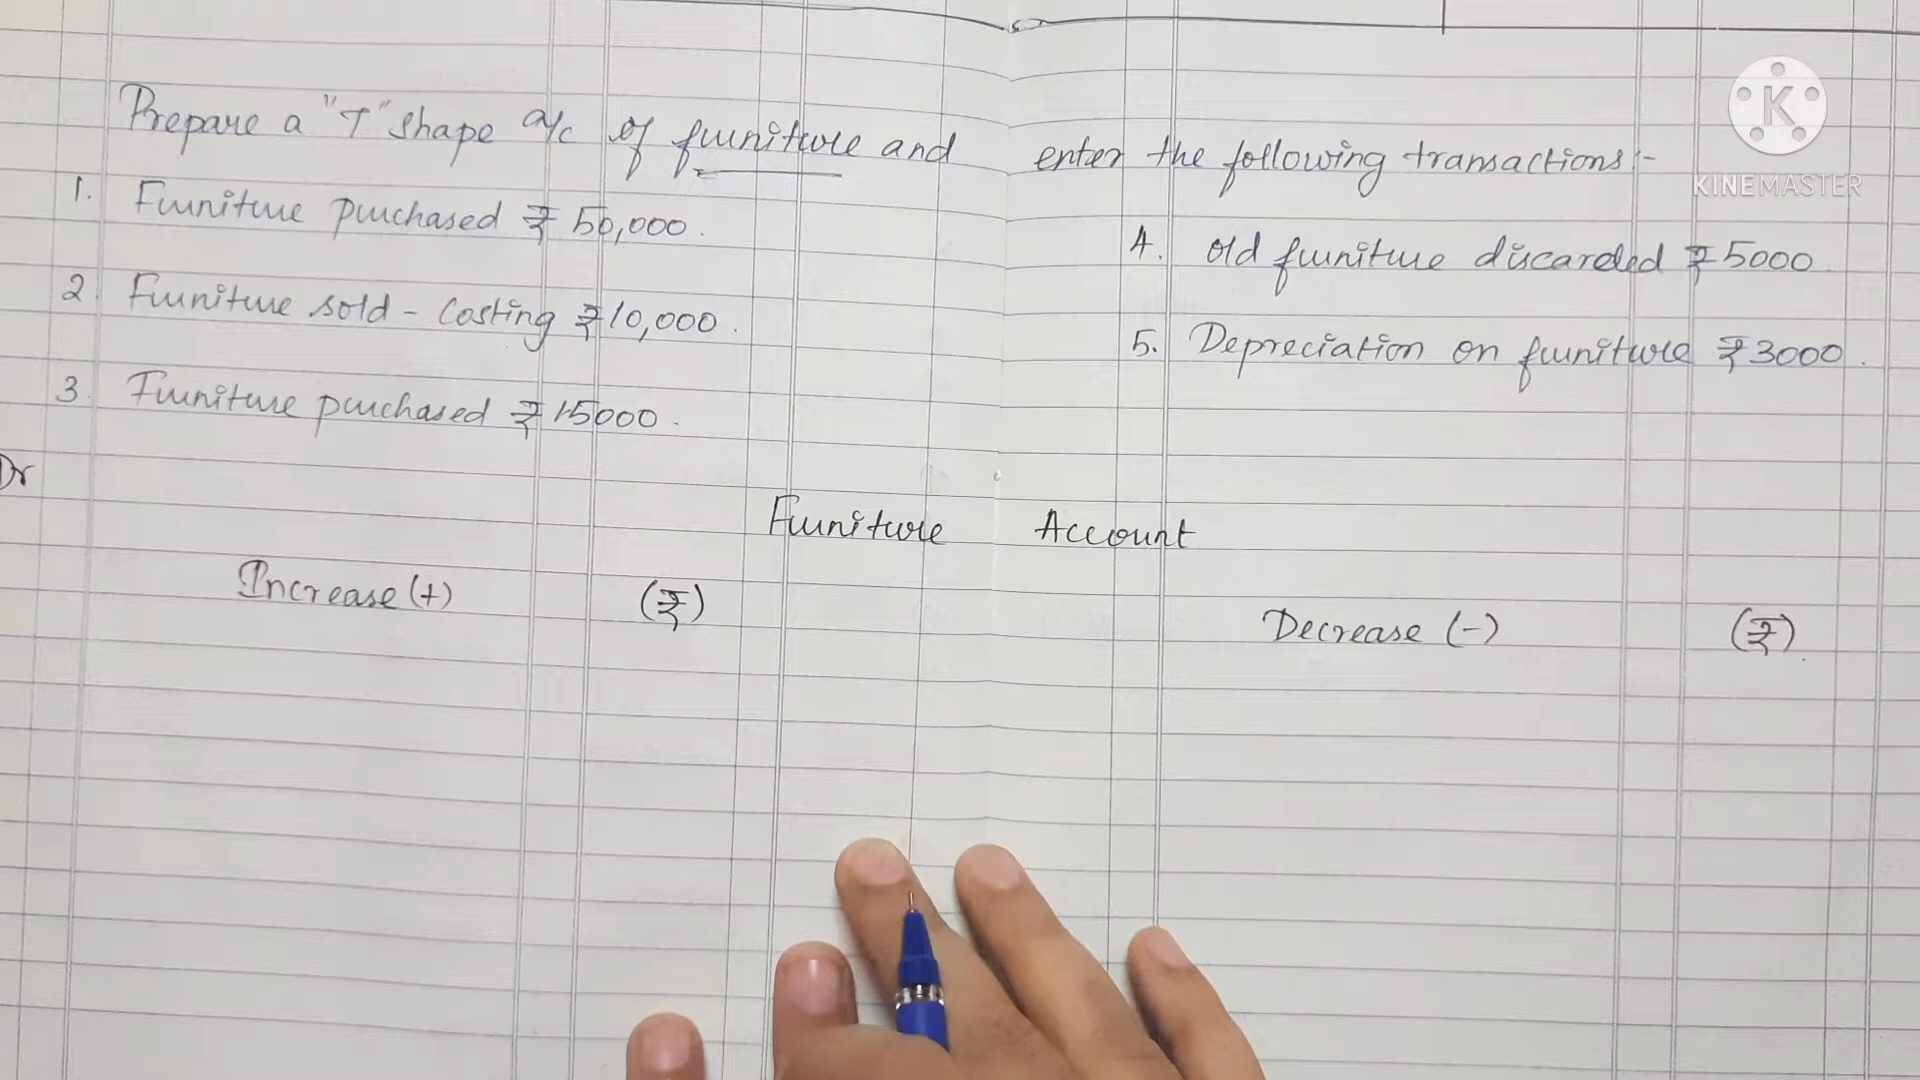 Prepare a "T" shape a/c of furniture and enter the following transactions:-
1. Furniture purchased ₹ 50,000.
2. Furniture sold - Costing ₹10,000.
3. Furniture purchased ₹ 15000.
4. old furniture discarded ₹ 5000
5. Depreciation on furniture ₹ 3000.
Dr
Furniture Account
Increase (+) (₹) Decrease (-) (₹).
K
KINEMASTER